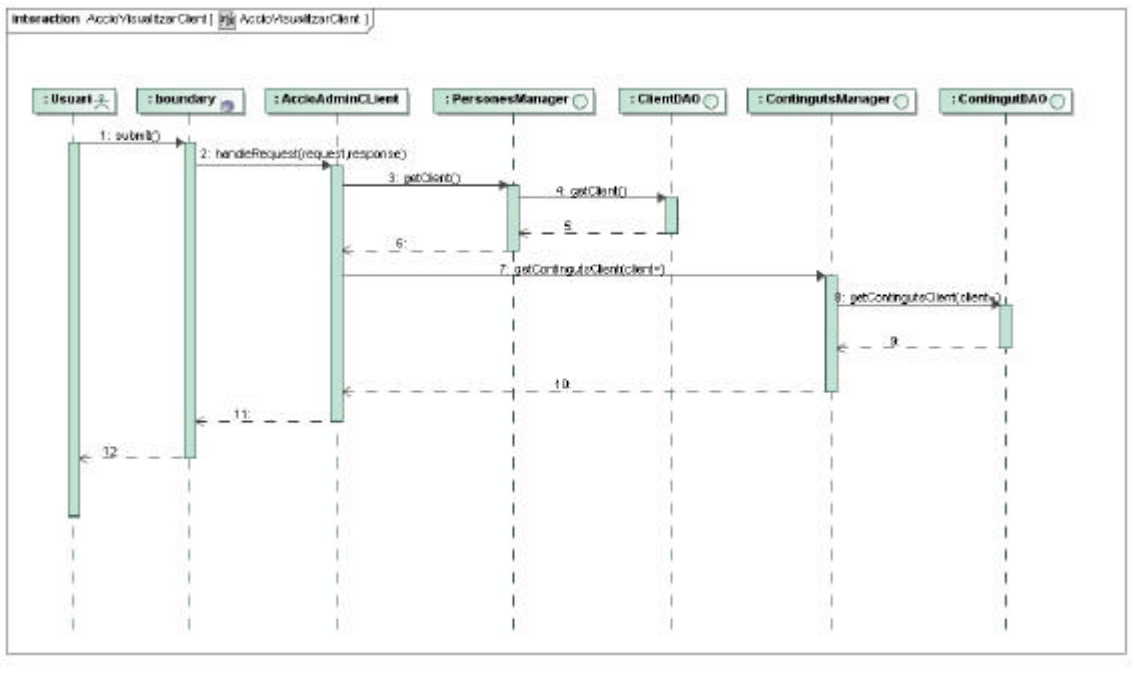 interaction AccioVisualitzarClient [ AccioVisualitzarClient ]
: Usuari
: boundary
: AccioAdminCLient
: PersonesManager
: ClientDAO
: ContingutsManager
: ContingutDAO
1: submit()
2: handleRequest(request,response)
3: getClient()
4: getClient()
5:
6:
7: getContingutsClient(client=)
8: getContingutsClient(client=)
9:
10:
11:
12: